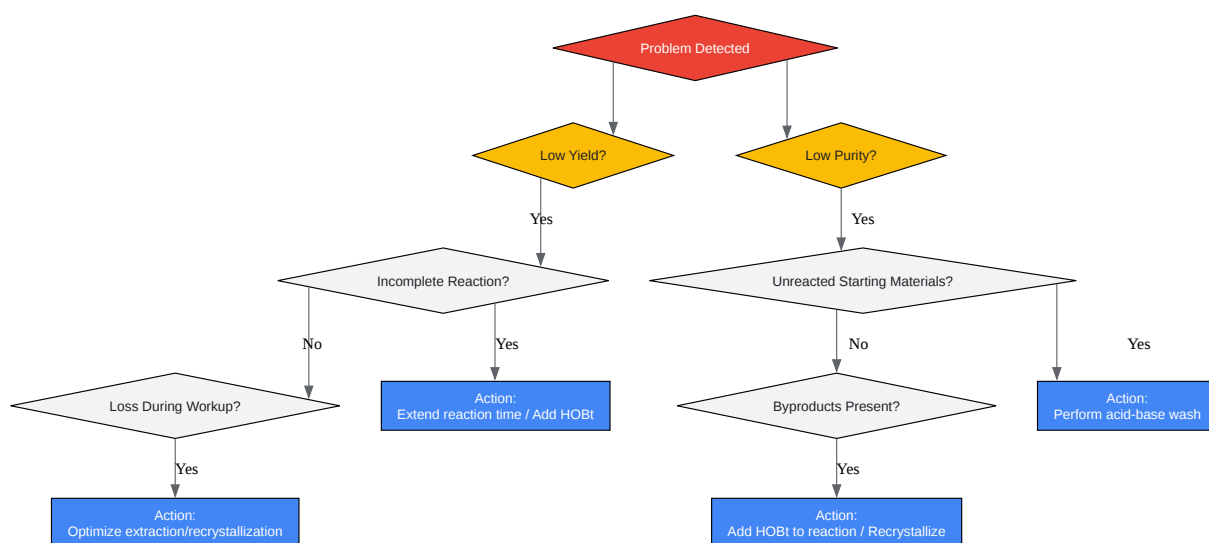 Problem Detected
Low Yield?
Low Purity?
Yes
Yes
Incomplete Reaction?
Unreacted Starting Materials?
No
Yes
No
Yes
Loss During Workup?
Action:
Extend reaction time / Add HOBt
Byproducts Present?
Action:
Perform acid-base wash
Yes
Yes
Action:
Optimize extraction/recrystallization
Action:
Add HOBt to reaction / Recrystallize